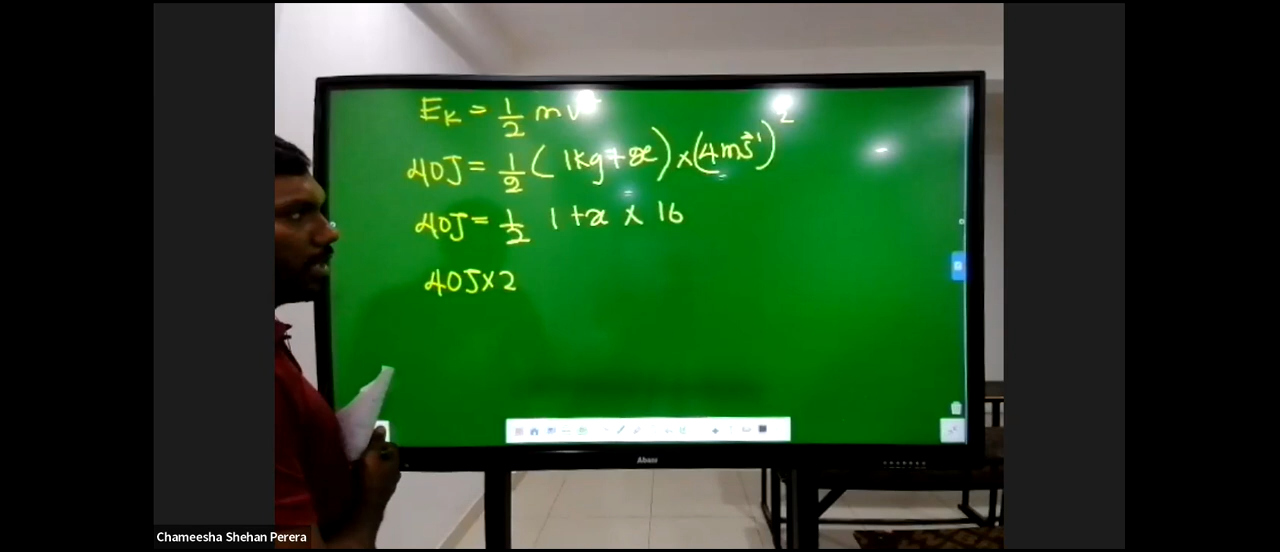 E_K = 1/2 mv²
40J = 1/2 ( 1kg + x ) × (4ms⁻¹)²
40J = 1/2 1 + x × 16
40J × 2
Chameesha Shehan Perera